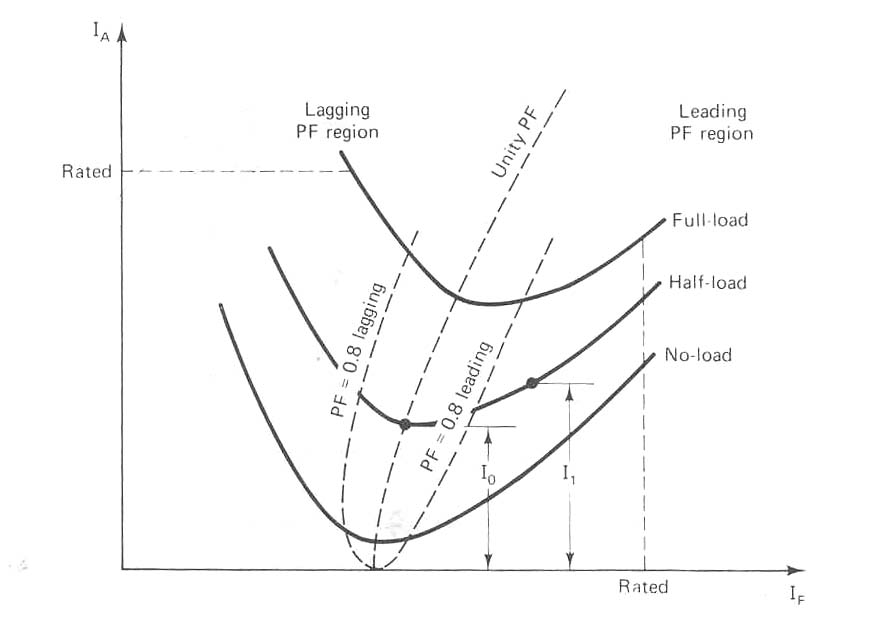 I_A
Lagging
PF region
Unity PF
Leading
PF region
Rated
Full-load
Half-load
PF = 0.8 lagging
PF = 0.8 leading
No-load
I_0
I_1
Rated
I_F